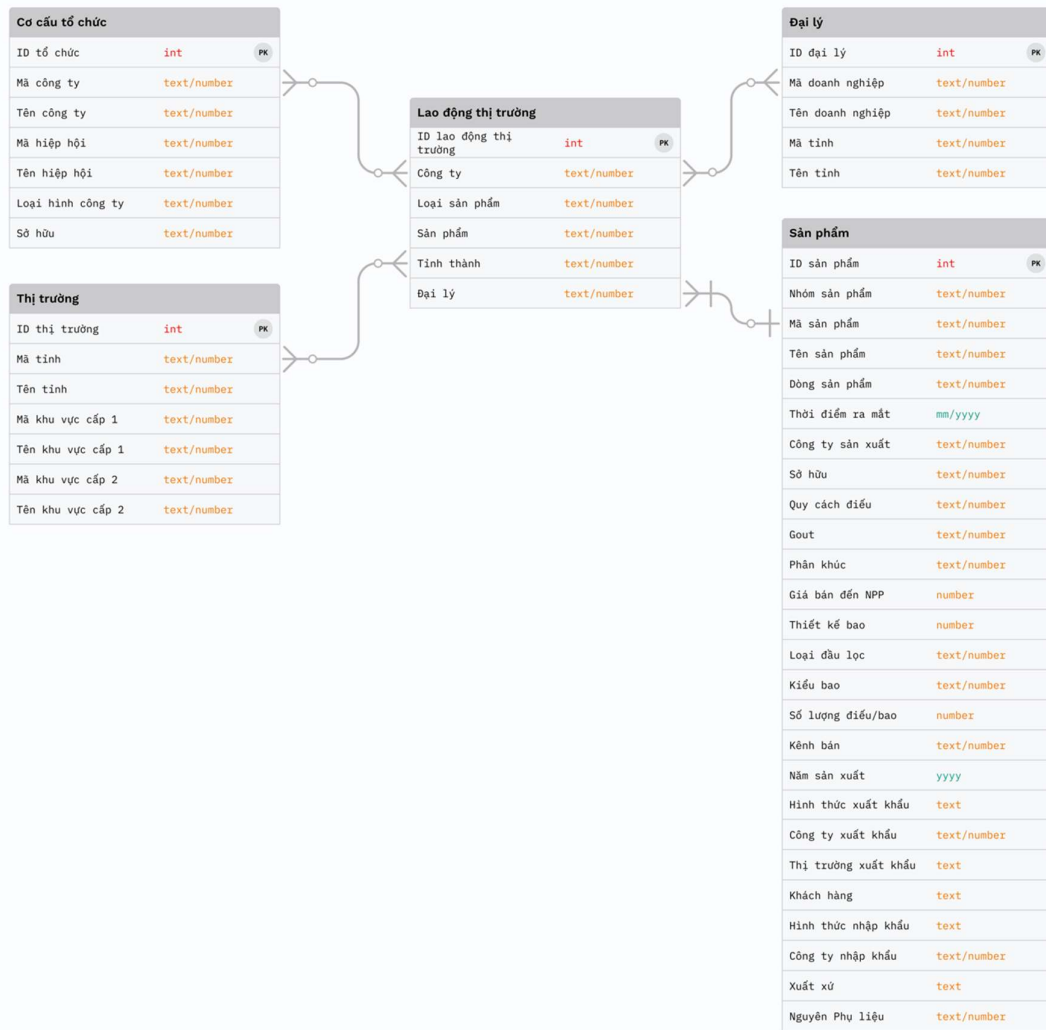 Cơ cấu tổ chức
ID tổ chức int PK
Mã công ty text/number
Tên công ty text/number
Mã hiệp hội text/number
Tên hiệp hội text/number
Loại hình công ty text/number
Sở hữu text/number
Thị trường
ID thị trường int PK
Mã tỉnh text/number
Tên tỉnh text/number
Mã khu vực cấp 1 text/number
Tên khu vực cấp 1 text/number
Mã khu vực cấp 2 text/number
Tên khu vực cấp 2 text/number
Lao động thị trường
ID lao động thị
trường int PK
Công ty text/number
Loại sản phẩm text/number
Sản phẩm text/number
Tỉnh thành text/number
Đại lý text/number
Đại lý
ID đại lý int PK
Mã doanh nghiệp text/number
Tên doanh nghiệp text/number
Mã tỉnh text/number
Tên tỉnh text/number
Sản phẩm
ID sản phẩm int PK
Nhóm sản phẩm text/number
Mã sản phẩm text/number
Tên sản phẩm text/number
Dòng sản phẩm text/number
Thời điểm ra mắt mm/yyyy
Công ty sản xuất text/number
Sở hữu text/number
Quy cách điếu text/number
Gout text/number
Phân khúc text/number
Giá bán đến NPP number
Thiết kế bao number
Loại đầu lọc text/number
Kiểu bao text/number
Số lượng điếu/bao number
Kênh bán text/number
Năm sản xuất yyyy
Hình thức xuất khẩu text
Công ty xuất khẩu text/number
Thị trường xuất khẩu text
Khách hàng text
Hình thức nhập khẩu text
Công ty nhập khẩu text/number
Xuất xứ text
Nguyên Phụ liệu text/number